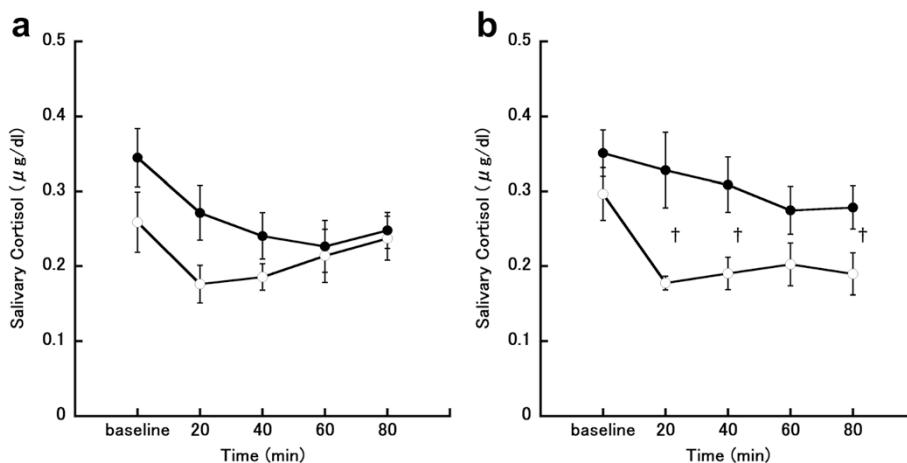 a
0.5
0.4
0.3
0.2
0.1
0
Salivary Cortisol ( μ g/dl)
baseline 20 40 60 80
Time (min)
b
0.5
0.4
0.3
0.2
0.1
0
Salivary Cortisol ( μ g/dl)
† † †
baseline 20 40 60 80
Time (min)